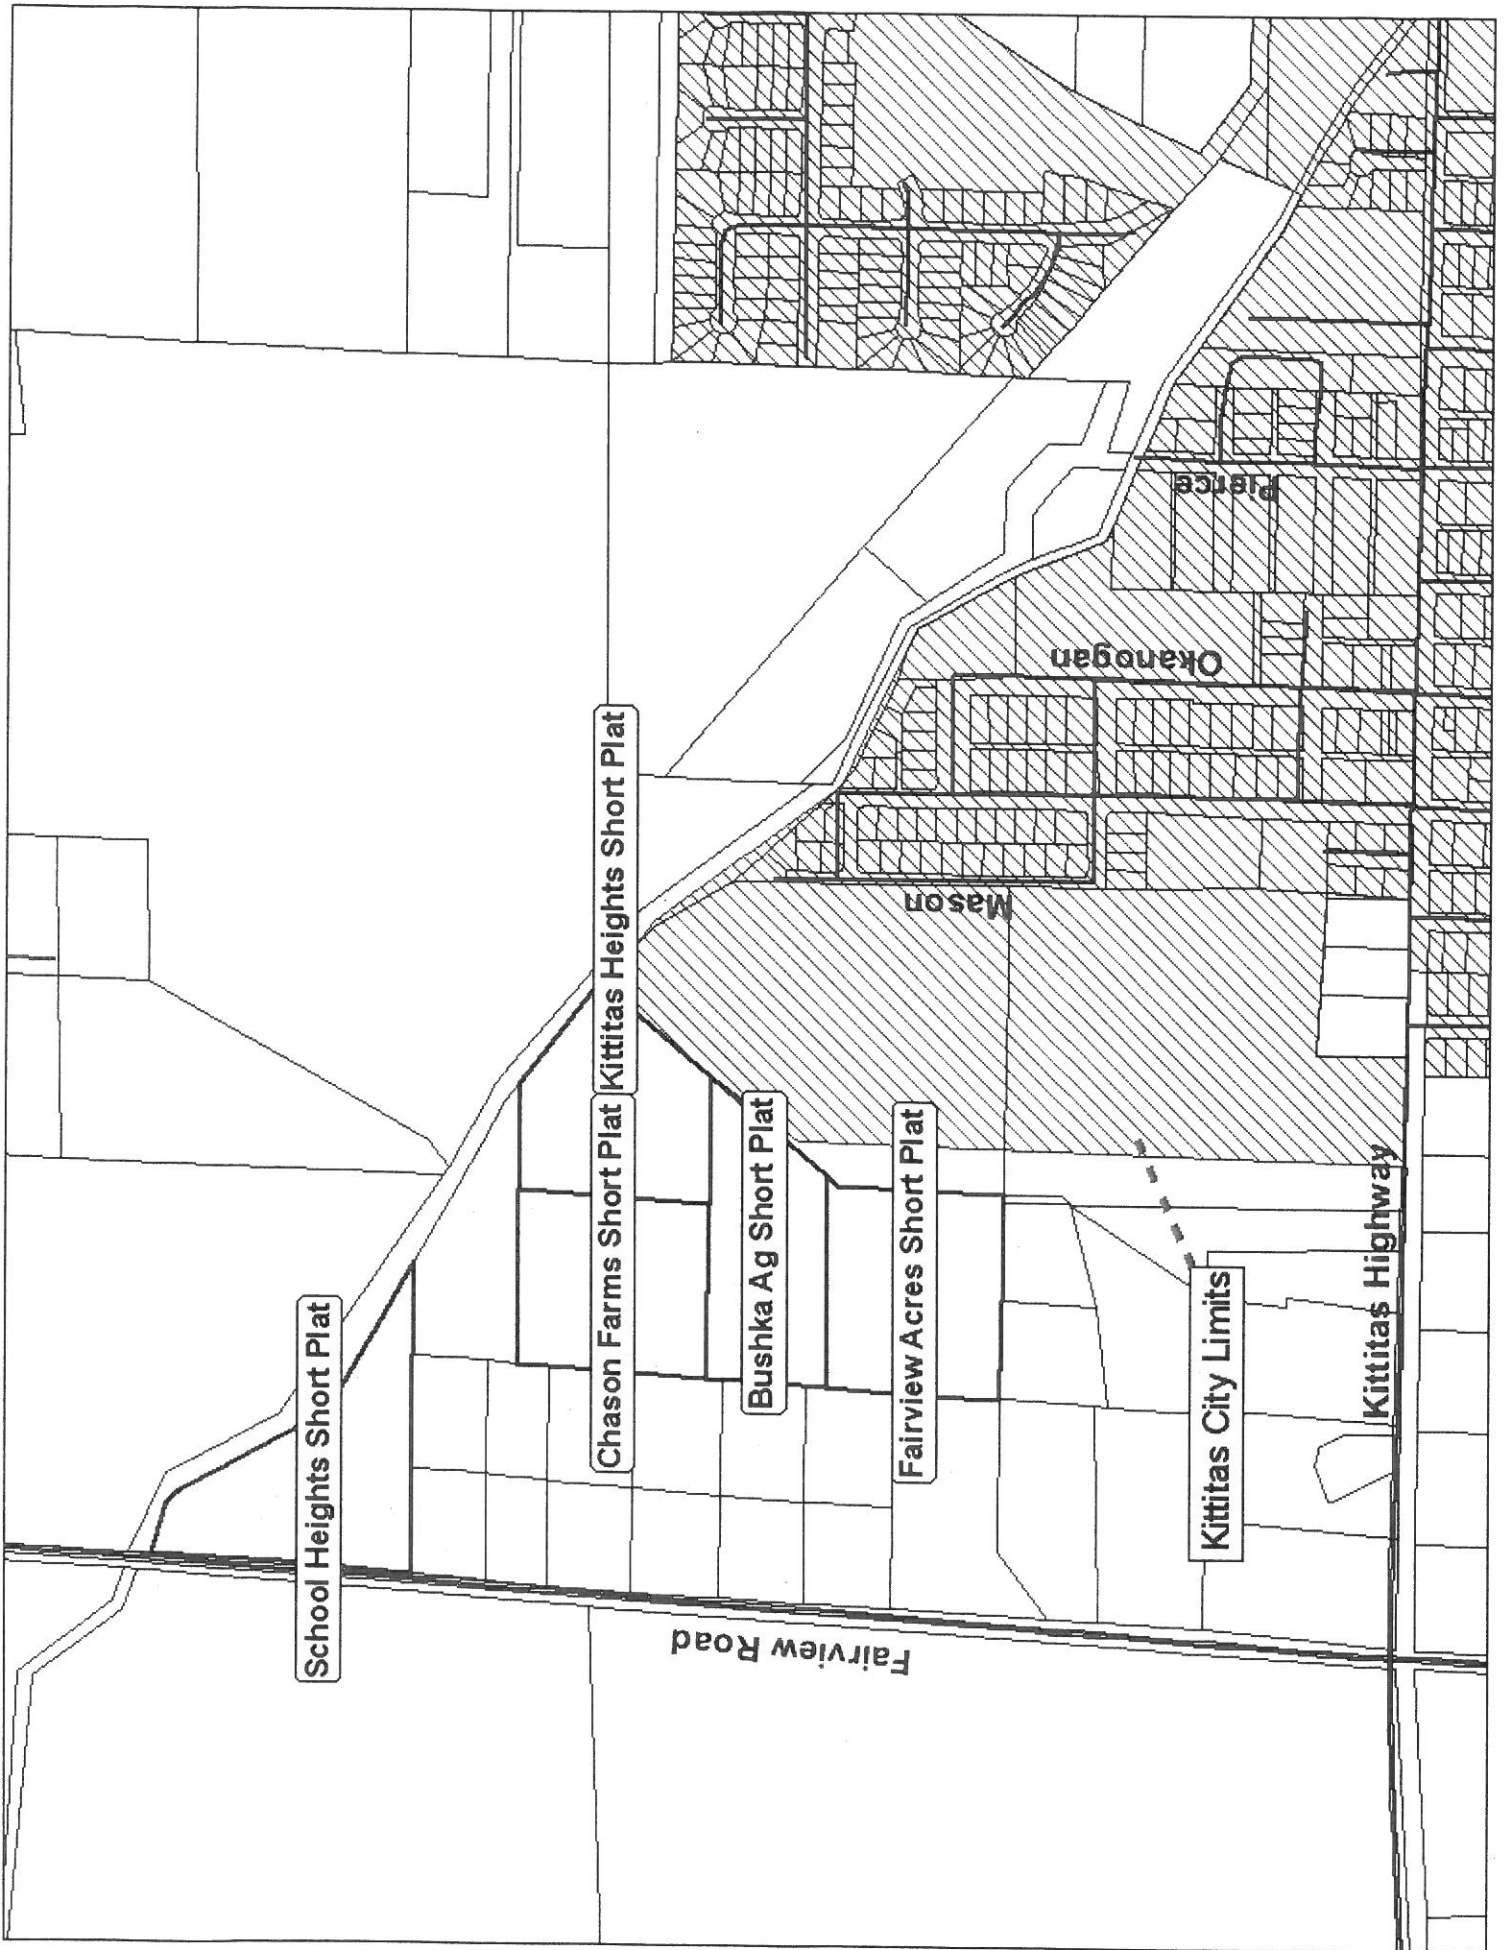 School Heights Short Plat
Kittitas Heights Short Plat
Chason Farms Short Plat
Bushka Ag Short Plat
Fairview Acres Short Plat
Kittitas City Limits
Kittitas Highway
Fairview Road
Mason
Okanogan
Pierce